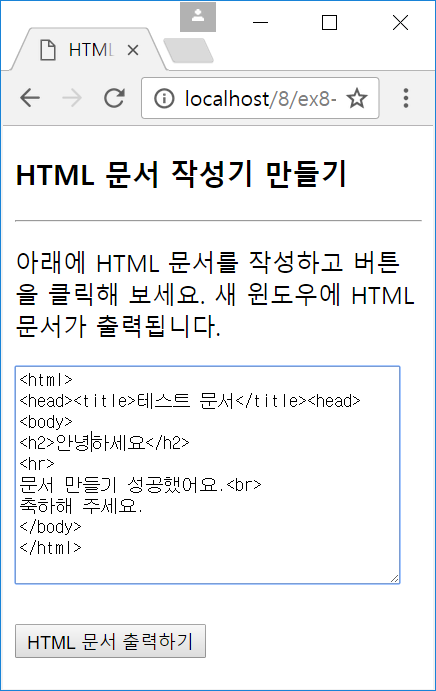 HTML
localhost/8/ex8-
HTML 문서 작성기 만들기
아래에 HTML 문서를 작성하고 버튼
을 클릭해 보세요. 새 윈도우에 HTML
문서가 출력됩니다.
<html>
<head><title>테스트 문서</title><head>
<body>
<h2>안녕하세요</h2>
<hr>
문서 만들기 성공했어요.<br>
축하해 주세요.
</body>
</html>
HTML 문서 출력하기